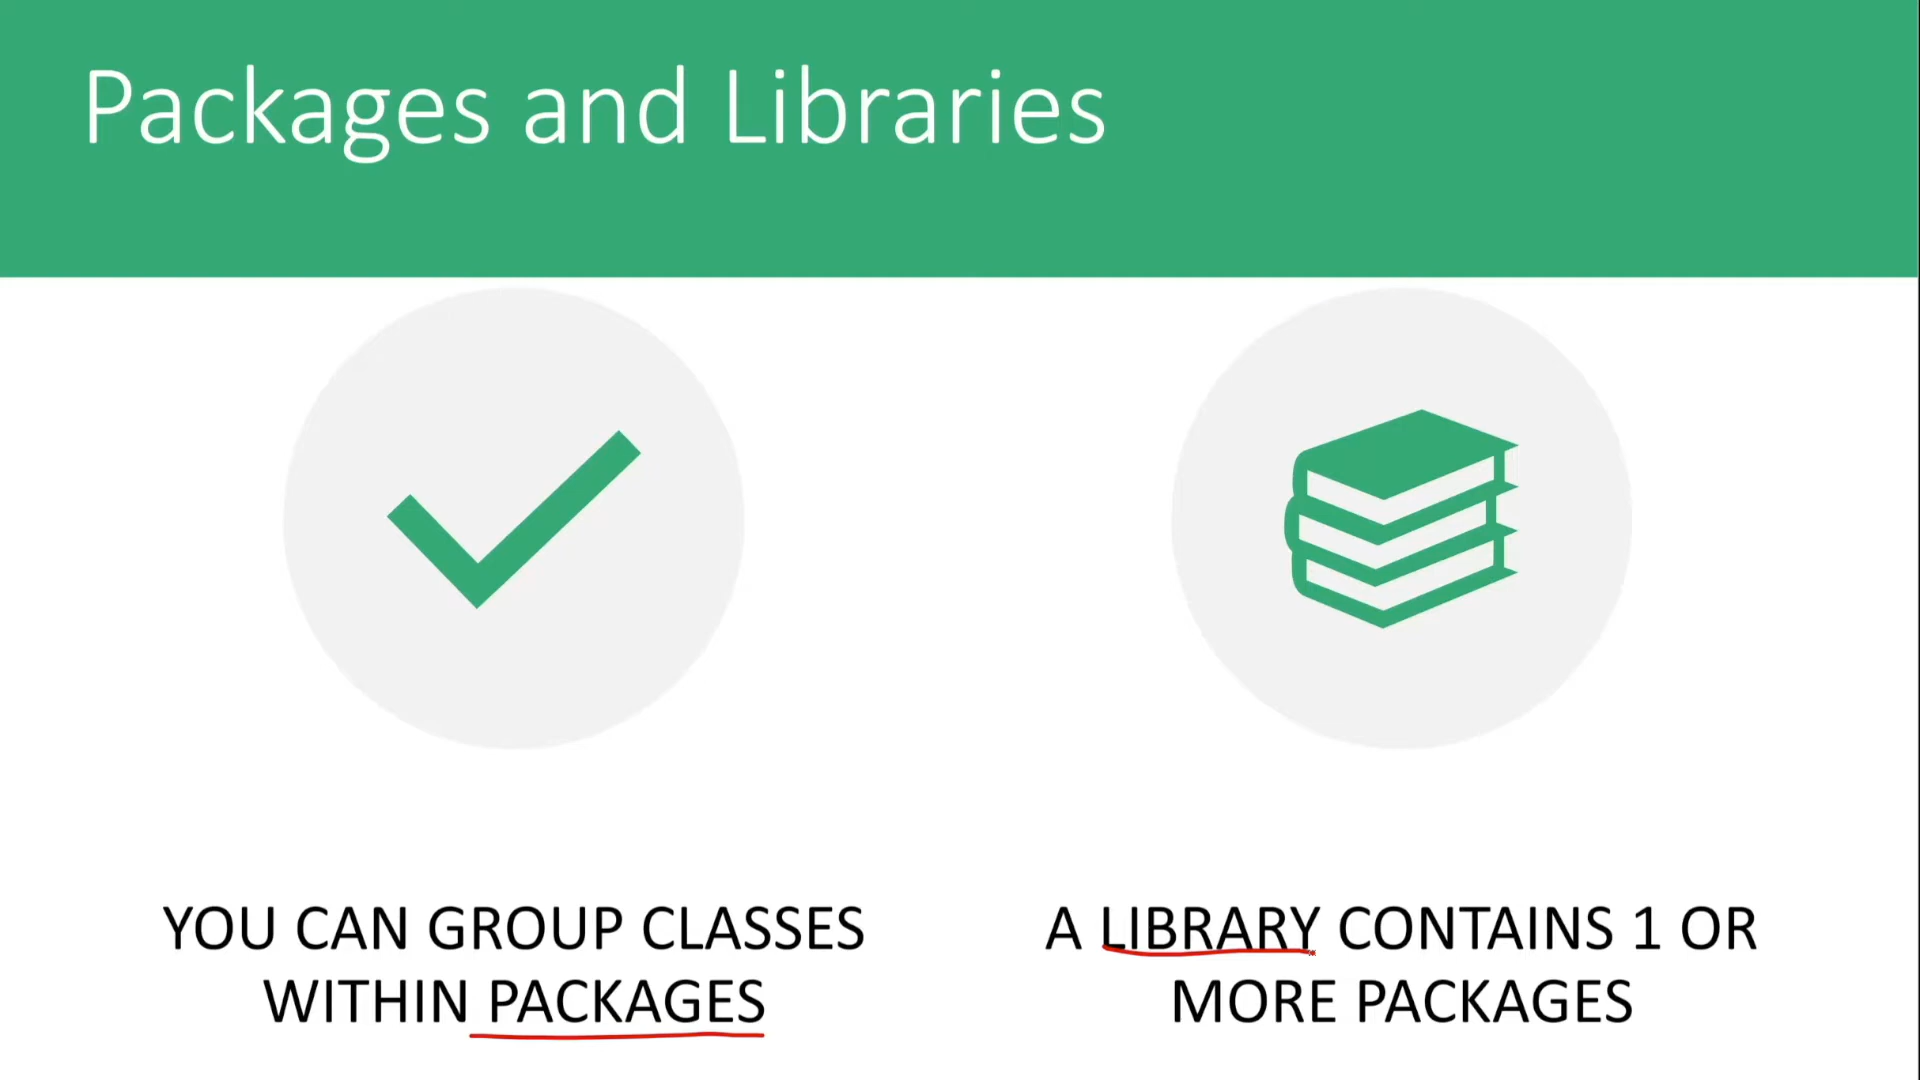 Packages and Libraries
YOU CAN GROUP CLASSES
WITHIN PACKAGES
A LIBRARY CONTAINS 1 OR
MORE PACKAGES